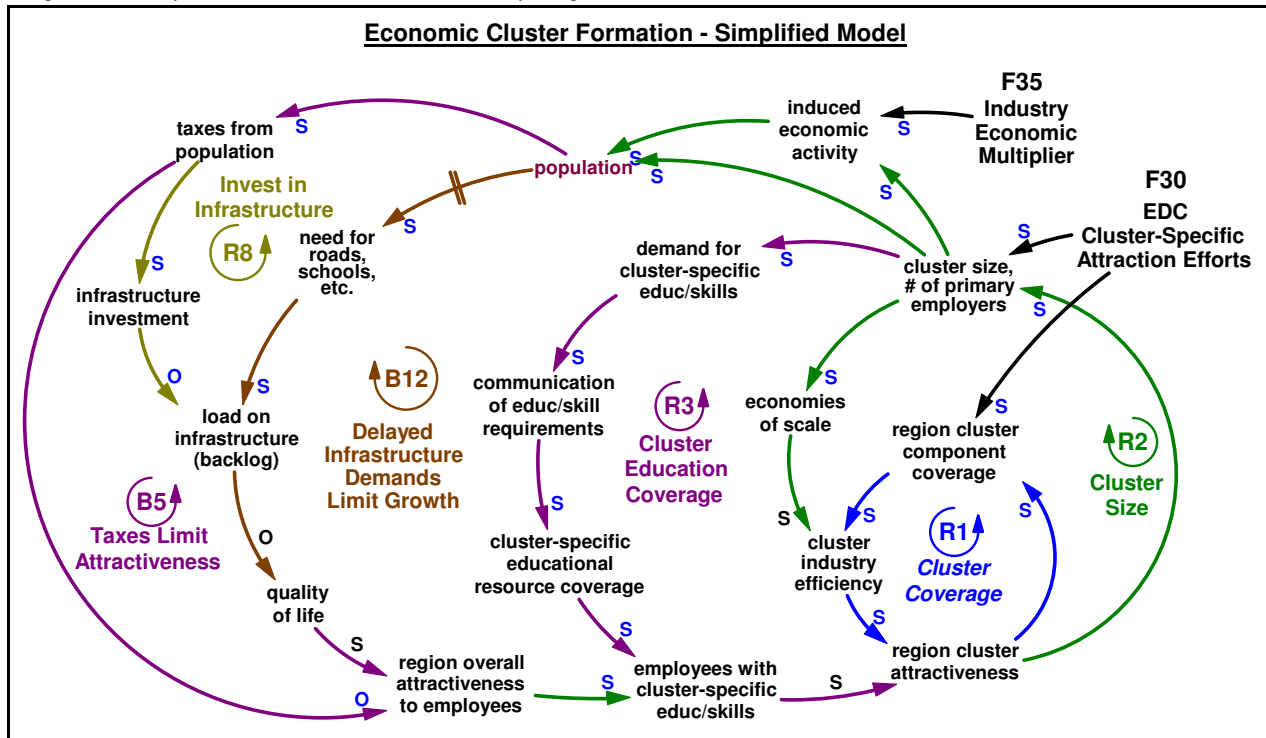 Economic Cluster Formation - Simplified Model
F35
Industry
Economic
Multiplier
S
induced
economic
activity
S
taxes from
population
S
population
S
S
F30
EDC
Cluster-Specific
Attraction Efforts
S
Invest in
Infrastructure
R8
S
need for
roads,
schools,
etc.
S
demand for
cluster-specific
educ/skills
S
cluster size,
# of primary
employers
S
S
infrastructure
investment
O
S
load on
infrastructure
(backlog)
B12
Delayed
Infrastructure
Demands
Limit Growth
S
communication
of educ/skill
requirements
R3
Cluster
Education
Coverage
S
economies
of scale
S
region cluster
component
coverage
R2
Cluster
Size
B5
Taxes Limit
Attractiveness
O
S
cluster-specific
educational
resource coverage
S
S
S
cluster
industry
efficiency
R1
Cluster
Coverage
quality
of life
S
S
S
region overall
attractiveness
to employees
O
S
employees with
cluster-specific
educ/skills
S
region cluster
attractiveness